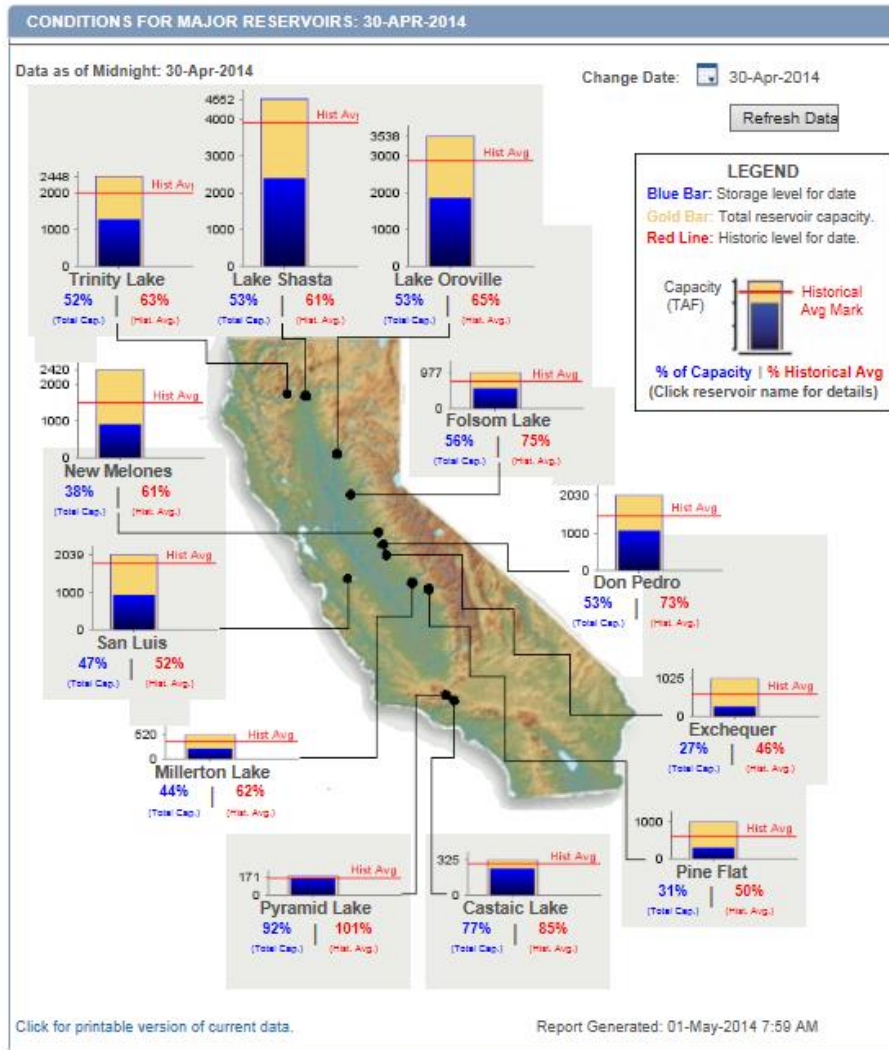 CONDITIONS FOR MAJOR RESERVOIRS: 30-APR-2014
Data as of Midnight: 30-Apr-2014
Change Date: 30-Apr-2014
Refresh Data
LEGEND
Blue Bar: Storage level for date
Gold Bar: Total reservoir capacity.
Red Line: Historic level for date.
Capacity
(TAF)
Historical
Avg Mark
% of Capacity | % Historical Avg
(Click reservoir name for details)
2448
2000
1000
0
Hist Avg
Trinity Lake
52% | 63%
(Total Cap.) (Hist. Avg.)
4552
4000
3000
2000
1000
0
Hist Avg
Lake Shasta
53% | 61%
(Total Cap.) (Hist. Avg.)
3538
3000
2000
1000
0
Hist Avg
Lake Oroville
53% | 65%
(Total Cap.) (Hist. Avg.)
977
0
Hist Avg
Folsom Lake
56% | 75%
(Total Cap.) (Hist. Avg.)
2420
2000
1000
0
Hist Avg
New Melones
38% | 61%
(Total Cap.) (Hist. Avg.)
2030
1000
0
Hist Avg
Don Pedro
53% | 73%
(Total Cap.) (Hist. Avg.)
2039
1000
0
Hist Avg
San Luis
47% | 52%
(Total Cap.) (Hist. Avg.)
1025
0
Hist Avg
Exchequer
27% | 46%
(Total Cap.) (Hist. Avg.)
520
0
Hist Avg
Millerton Lake
44% | 62%
(Total Cap.) (Hist. Avg.)
1000
0
Hist Avg
Pine Flat
31% | 50%
(Total Cap.) (Hist. Avg.)
171
0
Hist Avg
Pyramid Lake
92% | 101%
(Total Cap.) (Hist. Avg.)
325
0
Hist Avg
Castaic Lake
77% | 85%
(Total Cap.) (Hist. Avg.)
Click for printable version of current data.
Report Generated: 01-May-2014 7:59 AM